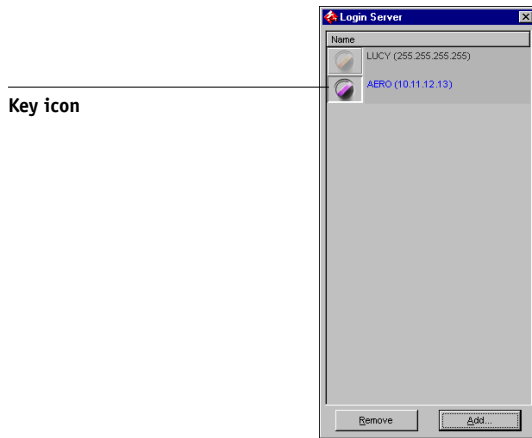 Login Server
Name
LUCY (255.255.255.255)
AERO (10.11.12.13)
Key icon
Remove
Add...